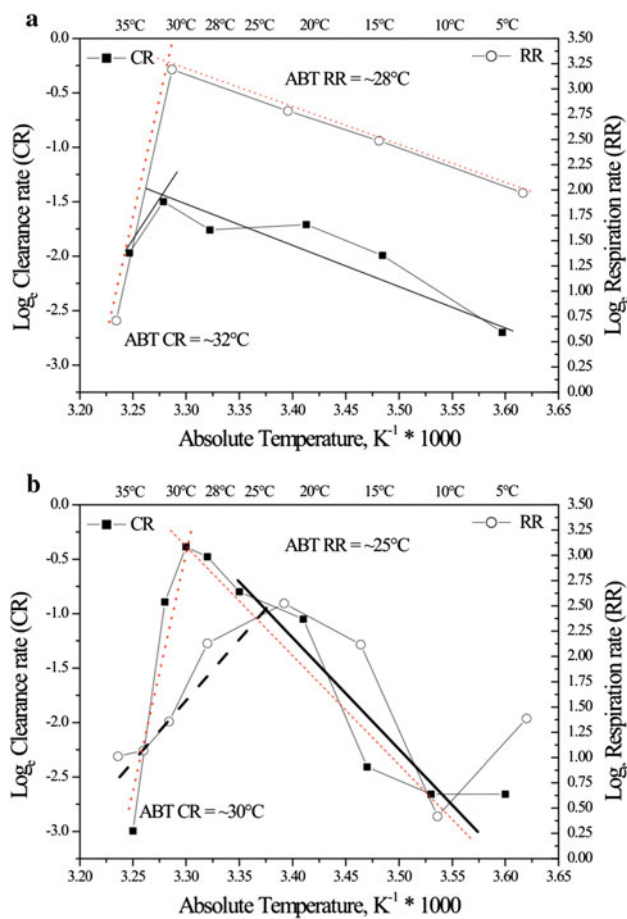 a
35°C 30°C 28°C 25°C 20°C 15°C 10°C 5°C
CR
RR
ABT RR = ~28°C
ABT CR = ~32°C
0.0
-0.5
-1.0
-1.5
-2.0
-2.5
-3.0
Logₑ Clearance rate (CR)
3.50
3.25
3.00
2.75
2.50
2.25
2.00
1.75
1.50
1.25
1.00
0.75
0.50
0.25
0.00
Logₑ Respiration rate (RR)
3.20 3.25 3.30 3.35 3.40 3.45 3.50 3.55 3.60 3.65
Absolute Temperature, K⁻¹ * 1000
b
35°C 30°C 28°C 25°C 20°C 15°C 10°C 5°C
CR
RR
ABT RR = ~25°C
ABT CR = ~30°C
0.0
-0.5
-1.0
-1.5
-2.0
-2.5
-3.0
Logₑ Clearance rate (CR)
3.50
3.25
3.00
2.75
2.50
2.25
2.00
1.75
1.50
1.25
1.00
0.75
0.50
0.25
0.00
Logₑ Respiration rate (RR)
3.20 3.25 3.30 3.35 3.40 3.45 3.50 3.55 3.60 3.65
Absolute Temperature, K⁻¹ * 1000